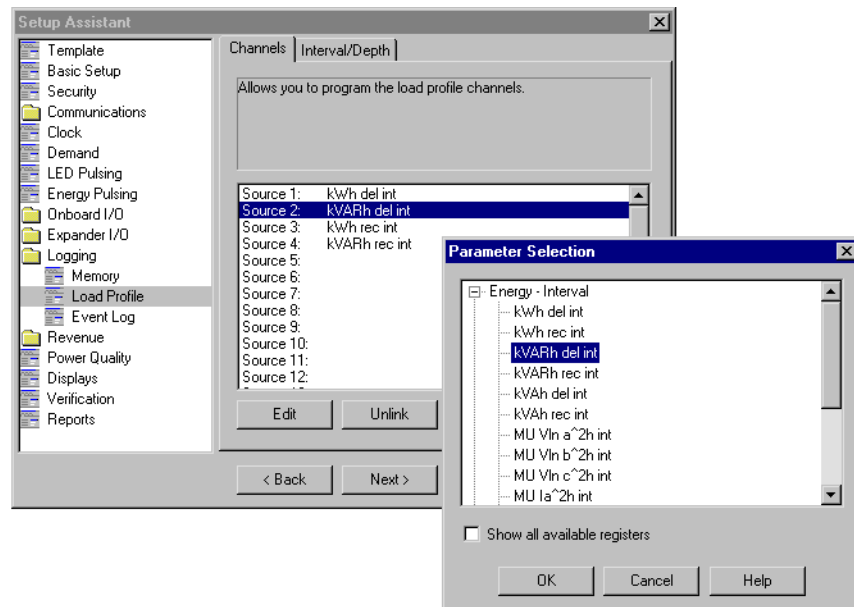 Setup Assistant
Template
Basic Setup
Security
Communications
Clock
Demand
LED Pulsing
Energy Pulsing
Onboard I/O
Expander I/O
Logging
Memory
Load Profile
Event Log
Revenue
Power Quality
Displays
Verification
Reports
Channels
Interval/Depth
Allows you to program the load profile channels.
Source 1: kWh del int
Source 2: kVARh del int
Source 3: kWh rec int
Source 4: kVARh rec int
Source 5:
Source 6:
Source 7:
Source 8:
Source 9:
Source 10:
Source 11:
Source 12:
Edit
Unlink
< Back
Next >
Parameter Selection
Energy - Interval
kWh del int
kWh rec int
kVARh del int
kVARh rec int
kVAh del int
kVAh rec int
MU Vln a^2h int
MU Vln b^2h int
MU Vln c^2h int
MU Ia^2h int
Show all available registers
OK
Cancel
Help